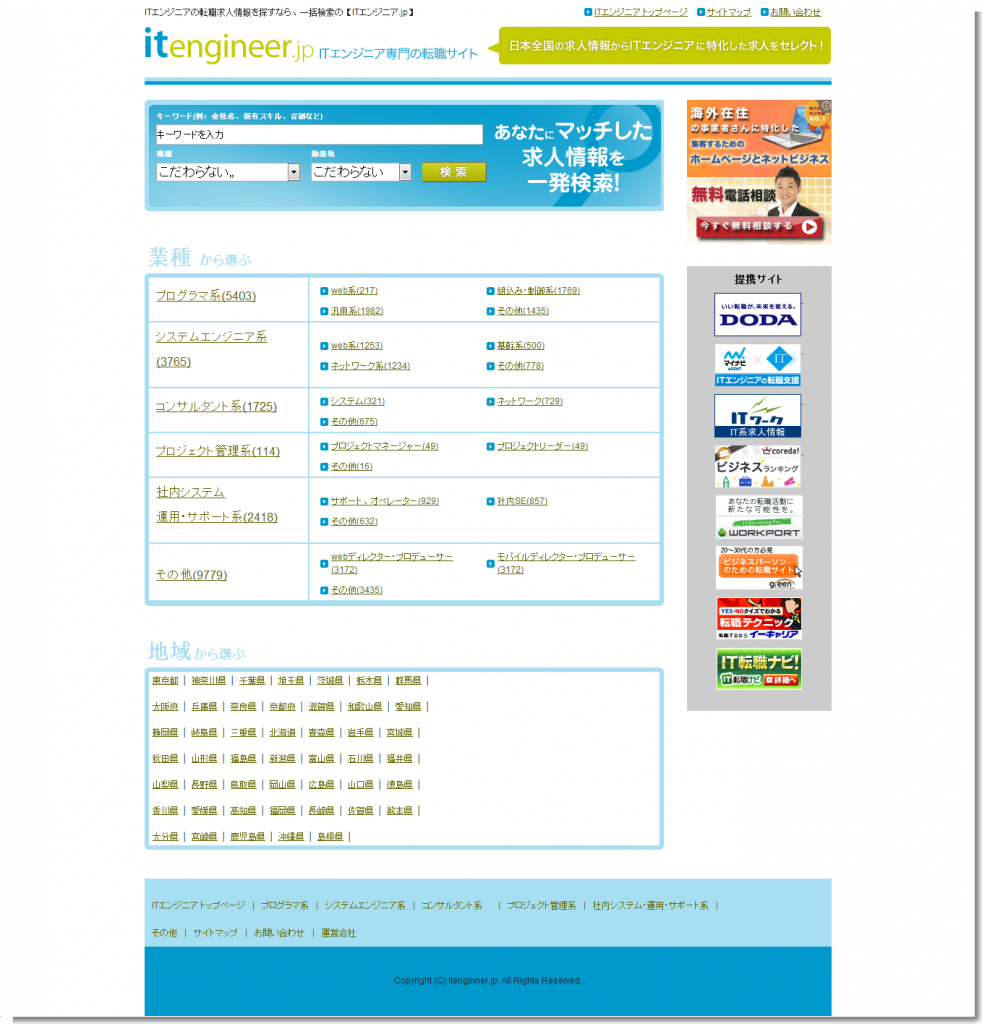 ITエンジニアの転職求人情報を探すなら、一括検索の【ITエンジニア.jp】
ITエンジニアトップページ サイトマップ お問い合わせ
itengineer.jp ITエンジニア専門の転職サイト
日本全国の求人情報からITエンジニアに特化した求人をセレクト！
キーワード(例：会社名、保有スキル、言語など)
キーワードを入力
職種 勤務地
こだわらない。 こだわらない 検 索
あなたにマッチした
求人情報を
一発検索!
海外在住
の事業者さんに特化した
集客するための
ホームページとネットビジネス
NO.1
無料電話相談
今すぐ無料相談する
業種 から選ぶ
プログラマ系(5403)
web系(217) 組込み・制御系(1769)
汎用系(1982) その他(1435)
システムエンジニア系
(3765)
web系(1253) 基幹系(500)
ネットワーク系(1234) その他(778)
コンサルタント系(1725)
システム(321) ネットワーク(729)
その他(675)
プロジェクト管理系(114)
プロジェクトマネージャー(49) プロジェクトリーダー(49)
その他(16)
社内システム
運用・サポート系(2418)
サポート、オペレーター(929) 社内SE(857)
その他(632)
その他(9779)
webディレクター・プロデューサー
(3172)
モバイルディレクター・プロデューサー
(3172)
その他(3435)
提携サイト
いい転職が、未来を変える。
DODA
マイナビ
AGENT
×
IT
ITエンジニアの転職支援
ITワーク
IT系求人情報
coreda!
ビジネスランキング
あなたの転職活動に
新たな可能性を。
WORKPORT
20～30代の方必見
ビジネスパーソン
のための転職サイト
green
YES-NOクイズでわかる
転職テクニック
転職するなら イーキャリア
IT転職ナビ!
IT転職ナビ 詳細へ
地域から選ぶ
東京都 | 神奈川県 | 千葉県 | 埼玉県 | 茨城県 | 栃木県 | 群馬県 |
大阪府 | 兵庫県 | 奈良県 | 京都府 | 滋賀県 | 和歌山県 | 愛知県 |
静岡県 | 岐阜県 | 三重県 | 北海道 | 青森県 | 岩手県 | 宮城県 |
秋田県 | 山形県 | 福島県 | 新潟県 | 富山県 | 石川県 | 福井県 |
山梨県 | 長野県 | 鳥取県 | 岡山県 | 広島県 | 山口県 | 徳島県 |
香川県 | 愛媛県 | 高知県 | 福岡県 | 長崎県 | 佐賀県 | 熊本県 |
大分県 | 宮崎県 | 鹿児島県 | 沖縄県 | 島根県 |
ITエンジニアトップページ | プログラマ系 | システムエンジニア系 | コンサルタント系 | プロジェクト管理系 | 社内システム・運用・サポート系 |
その他 | サイトマップ | お問い合わせ | 運営会社
Copyright (C) itenginner.jp. All Rights Reserved.